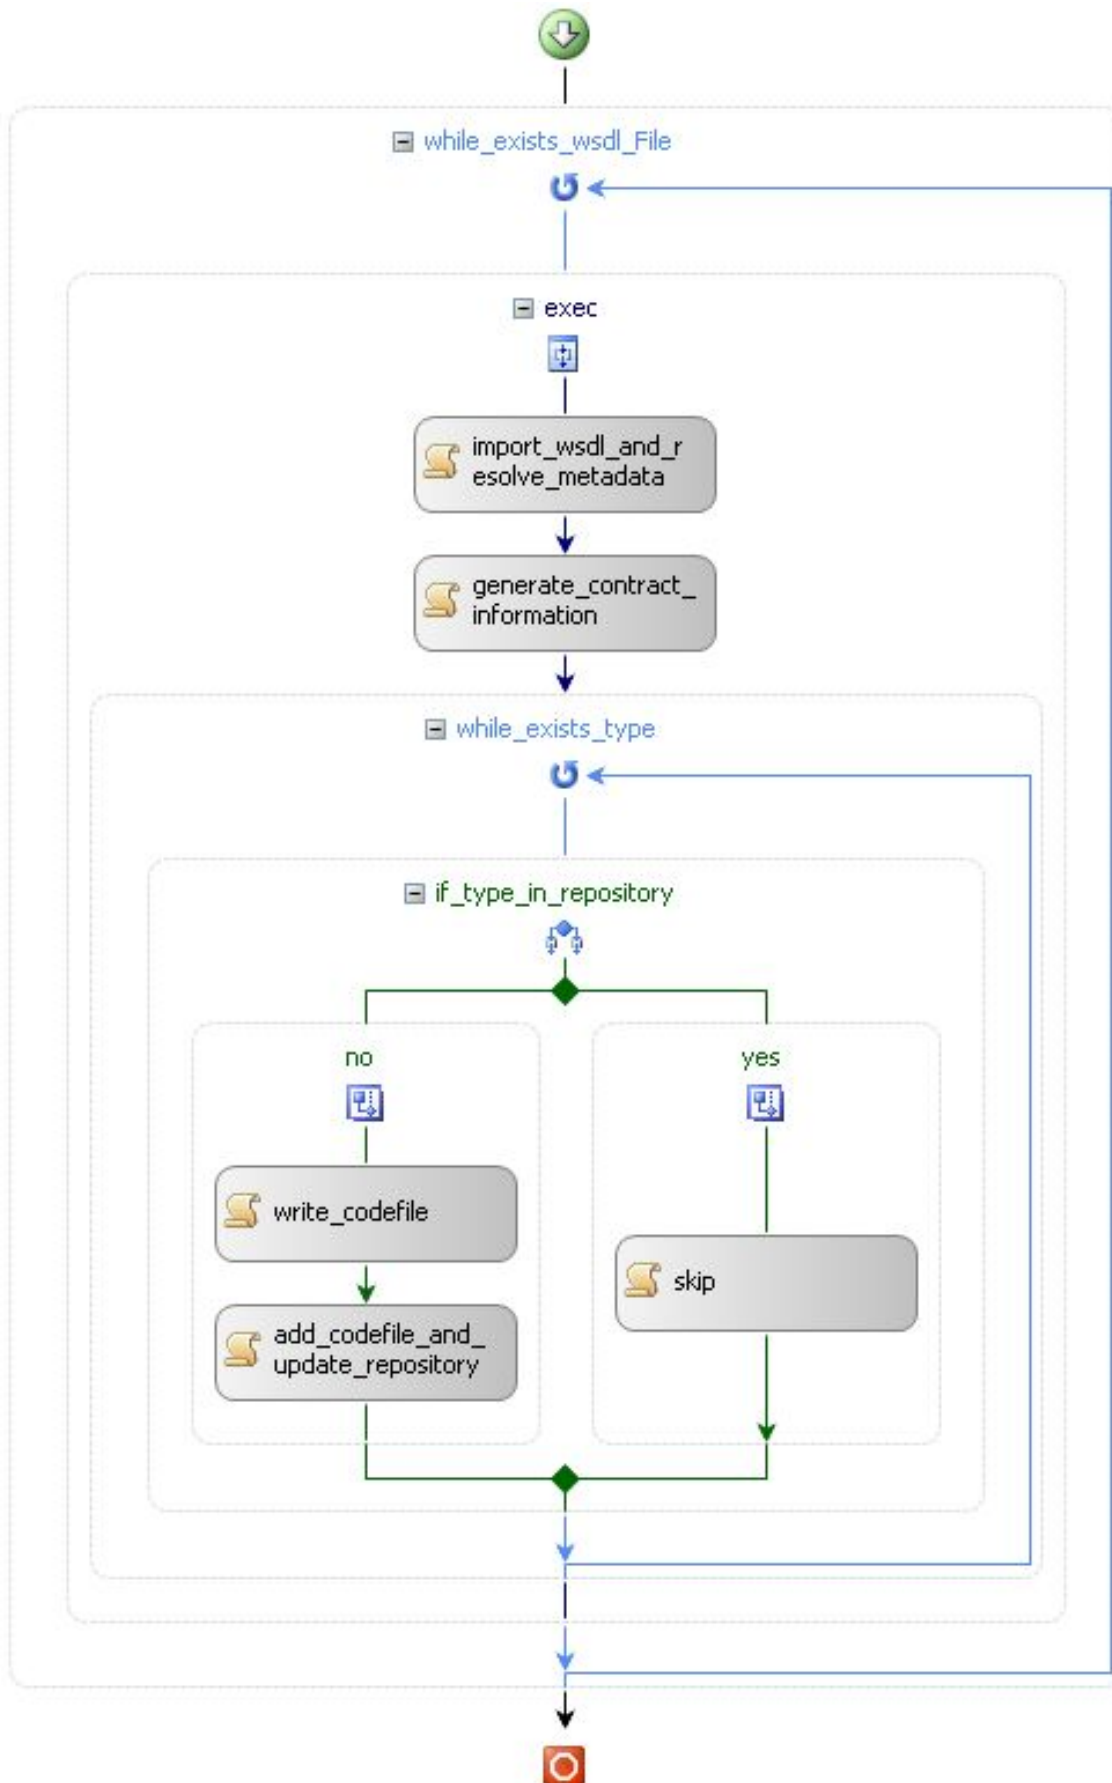 while_exists_wsdl_File
exec
import_wsdl_and_r
esolve_metadata
generate_contract_
information
while_exists_type
if_type_in_repository
no
yes
write_codefile
skip
add_codefile_and_
update_repository